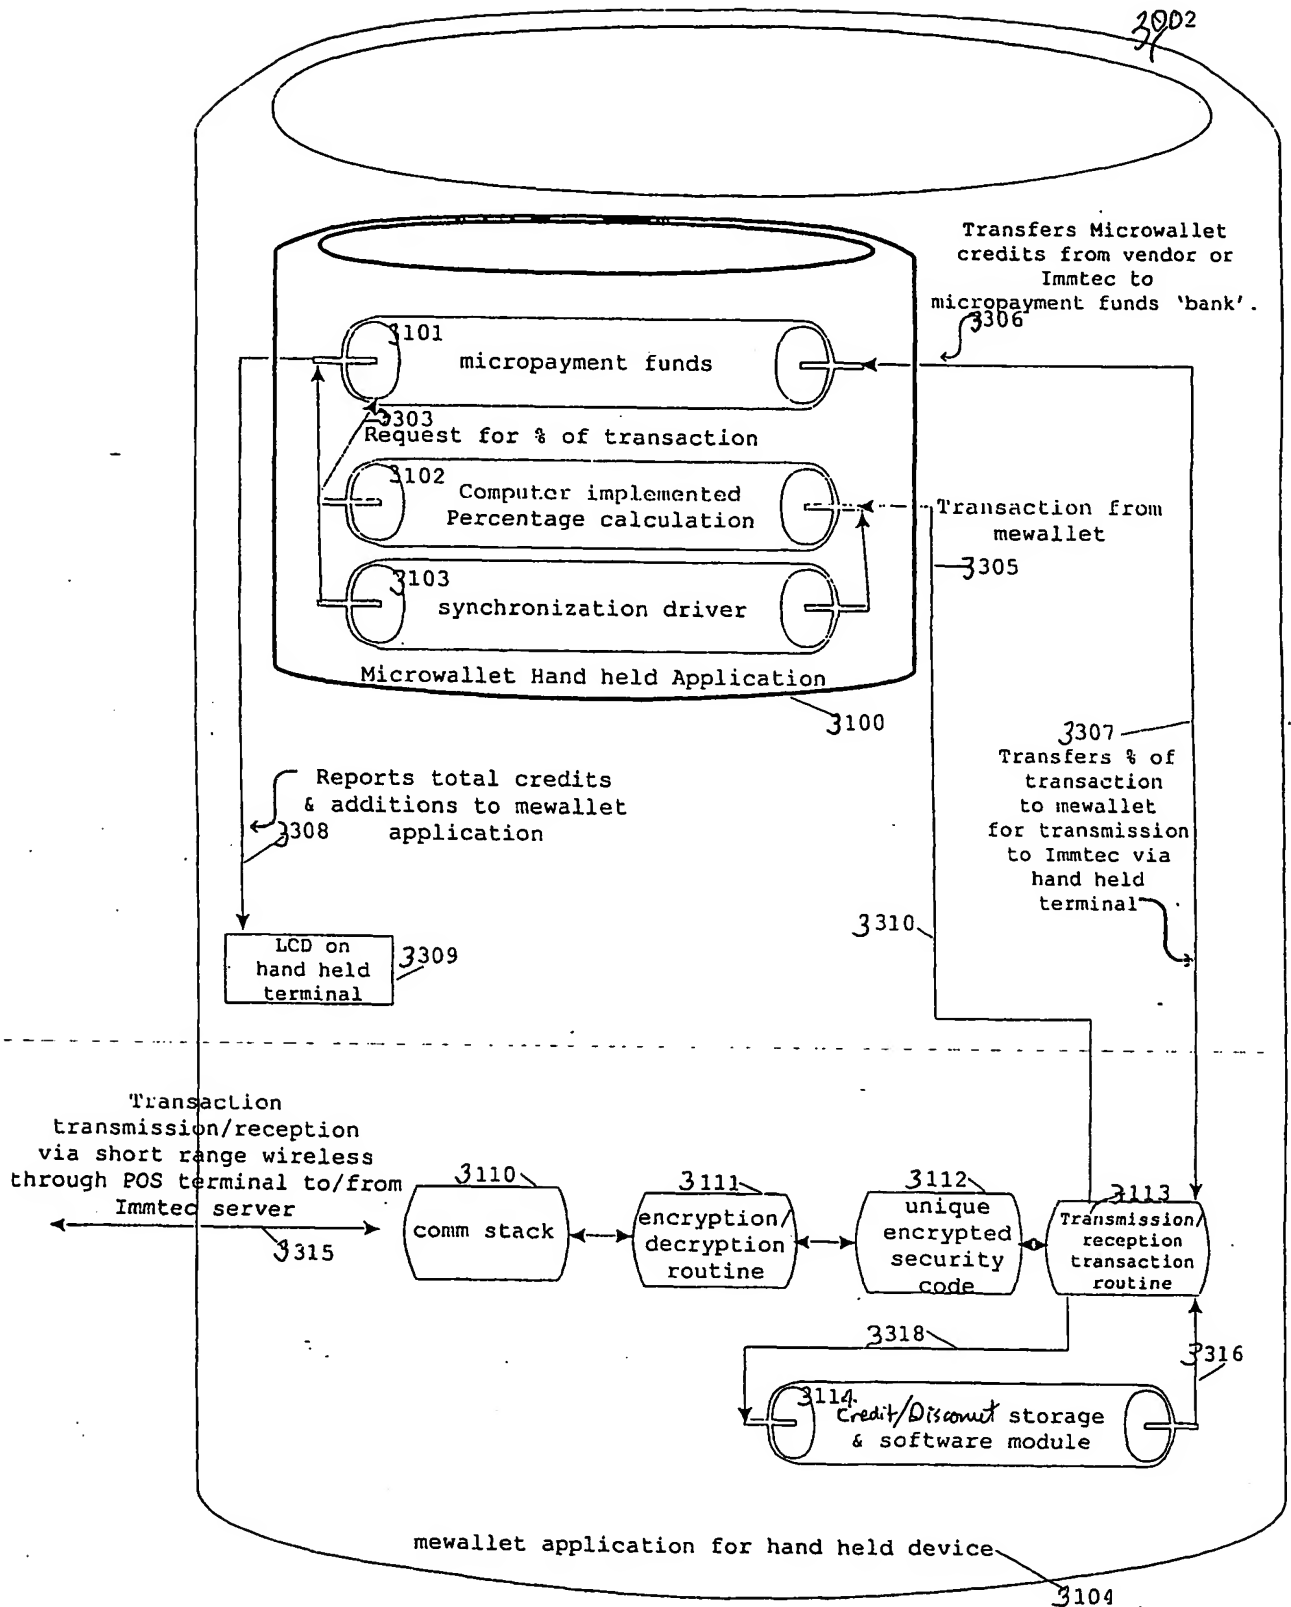 3002
Transfers Microwallet
credits from vendor or
Immtec to
micropayment funds 'bank'.
3306
3101
micropayment funds
3303
Request for % of transaction
3102
Computer implemented
Percentage calculation
Transaction from
mewallet
3305
3103
synchronization driver
Microwallet Hand held Application
3100
3307
Transfers % of
transaction
to mewallet
for transmission
to Immtec via
hand held
terminal
Reports total credits
& additions to mewallet
application
3308
3310
LCD on
hand held
terminal
3309
Transaction
transmission/reception
via short range wireless
through POS terminal to/from
Immtec server
3315
3110
comm stack
3111
encryption/
decryption
routine
3112
unique
encrypted
security
code
3113
Transmission/
reception
transaction
routine
3318
3316
3114.
Credit/Discount storage
& software module
mewallet application for hand held device
3104